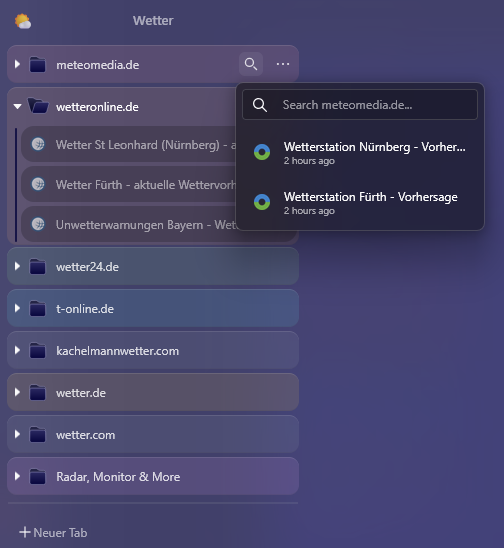 Wetter
meteomedia.de
Search meteomedia.de...
wetteronline.de
Wetter St Leonhard (Nürnberg) - a
Wetterstation Nürnberg - Vorher...
2 hours ago
Wetter Fürth - aktuelle Wettervorh
Wetterstation Fürth - Vorhersage
2 hours ago
Unwetterwarnungen Bayern - Wet
wetter24.de
t-online.de
kachelmannwetter.com
wetter.de
wetter.com
Radar, Monitor & More
Neuer Tab